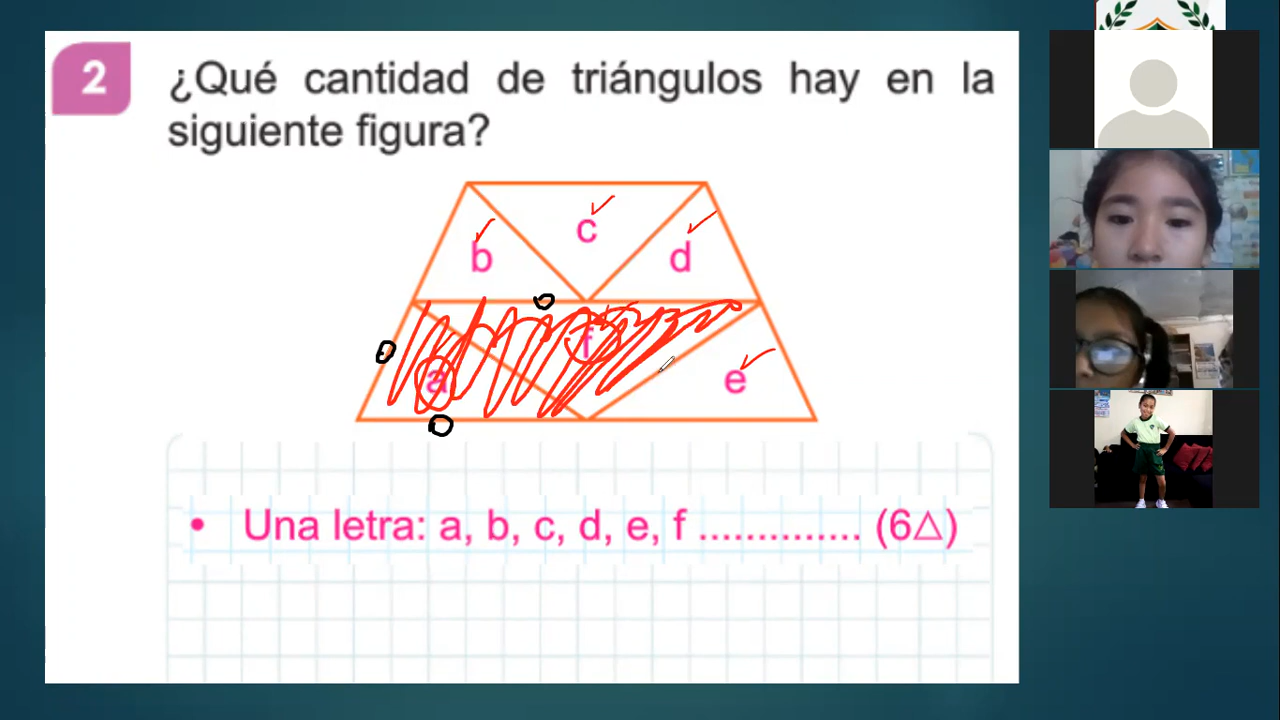 2
¿Qué cantidad de triángulos hay en la
siguiente figura?
c
b
d
f
a
e
• Una letra: a, b, c, d, e, f .............. (6△)